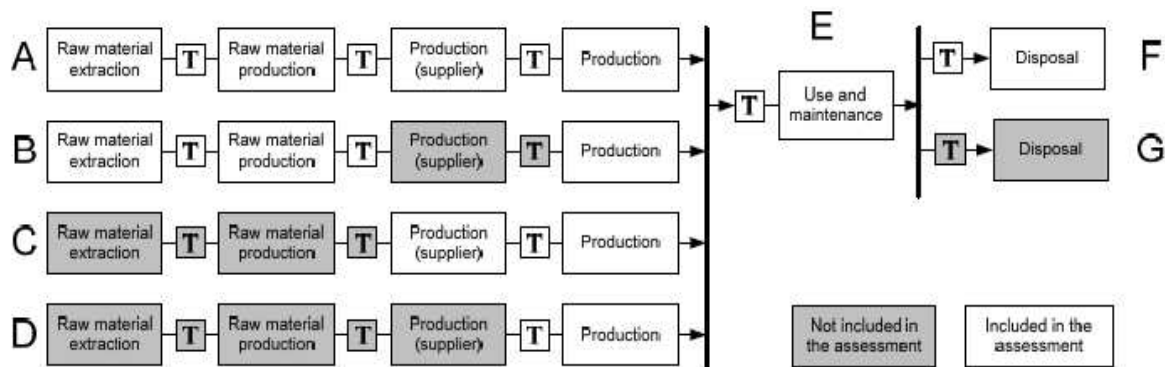 A
Raw material
extraction
T
Raw material
production
T
Production
(supplier)
T
Production
B
Raw material
extraction
T
Raw material
production
T
Production
(supplier)
T
Production
C
Raw material
extraction
T
Raw material
production
T
Production
(supplier)
T
Production
D
Raw material
extraction
T
Raw material
production
T
Production
(supplier)
T
Production
E
T
Use and
maintenance
T
Disposal
F
T
Disposal
G
Not included in
the assessment
Included in the
assessment